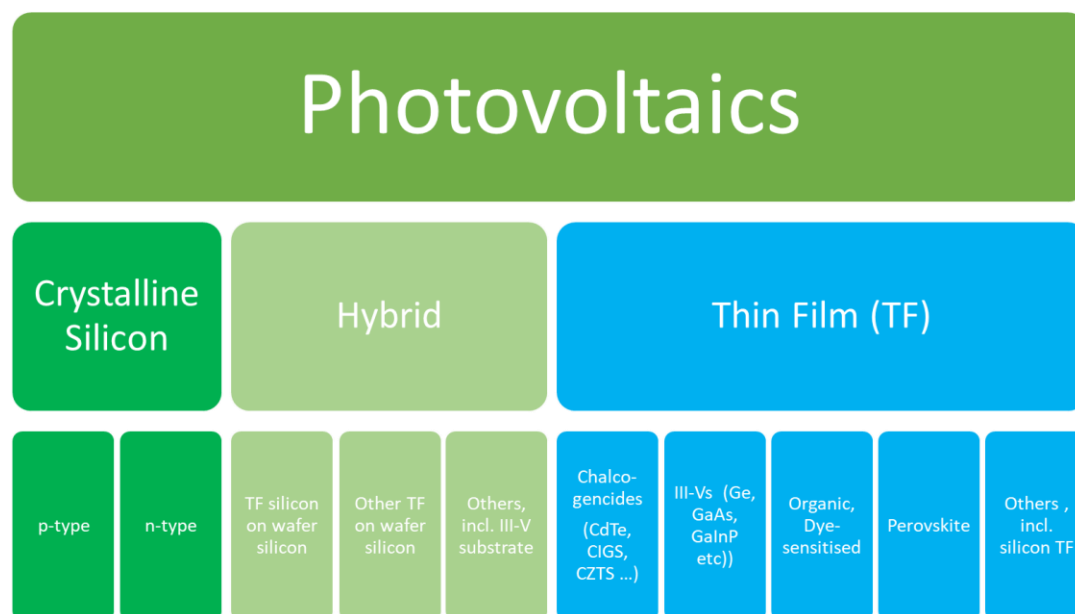 Photovoltaics
Crystalline
Silicon
Hybrid
Thin Film (TF)
p-type
n-type
TF silicon
on wafer
silicon
Other TF
on wafer
silicon
Others,
incl. III-V
substrate
Chalco-
gencides
(CdTe,
CIGS,
CZTS ...)
III-Vs (Ge,
GaAs,
GaInP
etc))
Organic,
Dye-
sensitised
Perovskite
Others ,
incl.
silicon TF